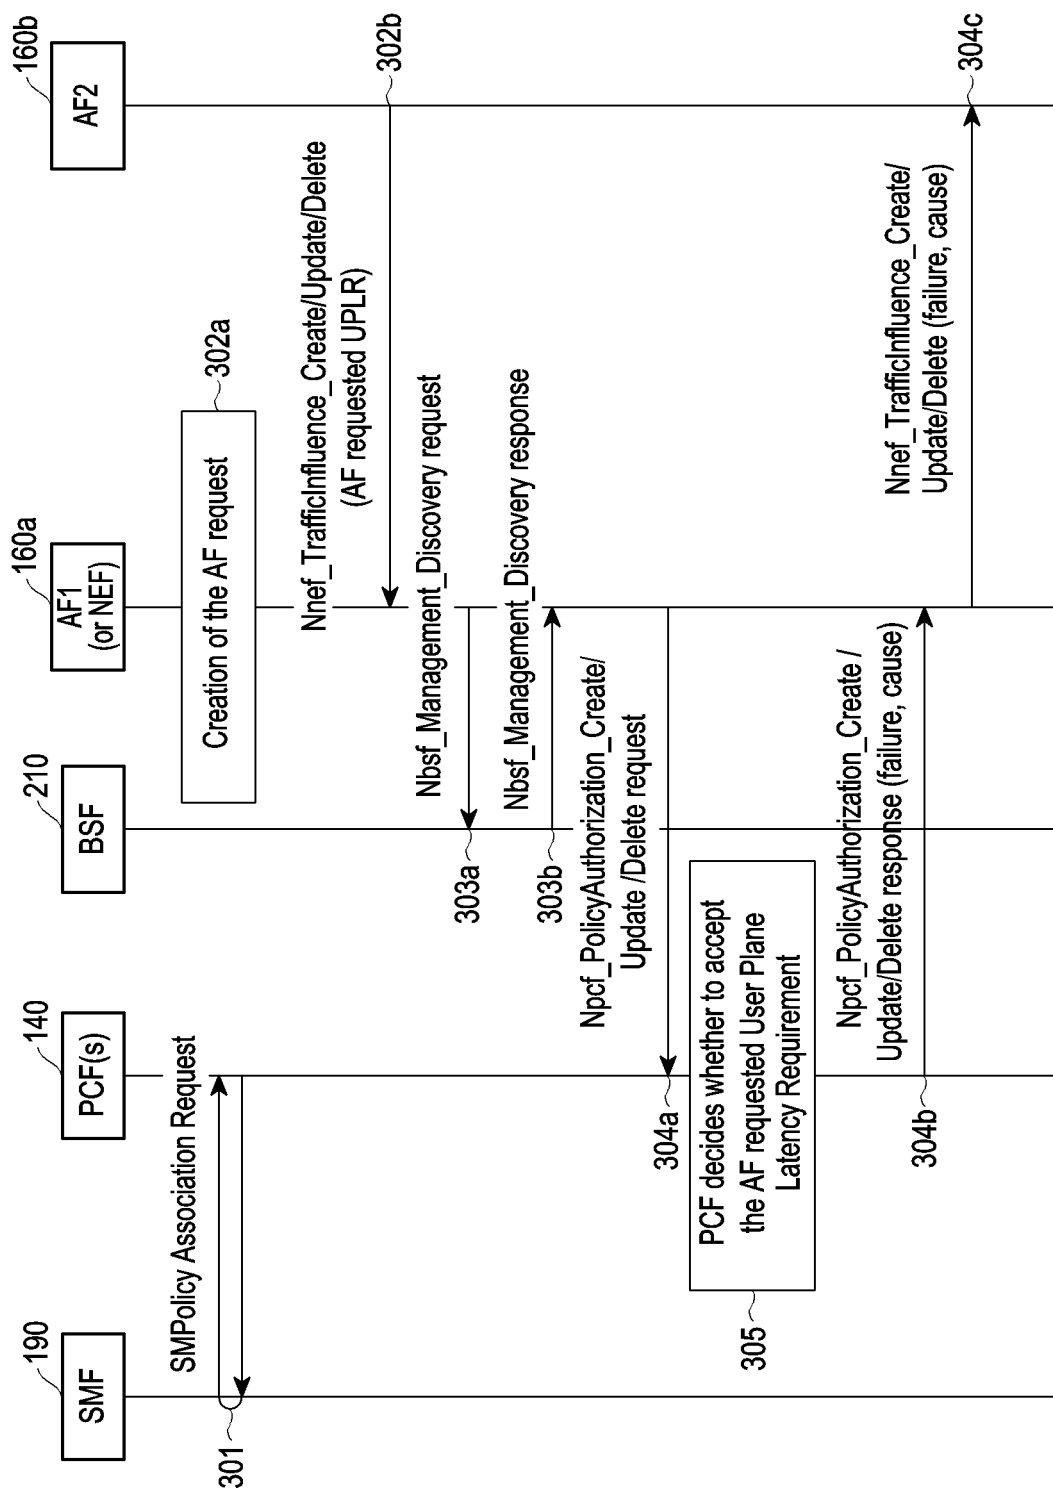 SMF
190
PCF(s)
140
BSF
210
AF1
(or NEF)
160a
AF2
160b
SMPolicy Association Request
301
Creation of the AF request
302a
Nnef_TrafficInfluence_Create/Update/Delete
(AF requested UPLR)
302b
Nbsf_Management_Discovery request
303a
Nbsf_Management_Discovery response
303b
Npcf_PolicyAuthorization_Create/
Update /Delete request
304a
PCF decides whether to accept
the AF requested User Plane
Latency Requirement
305
Npcf_PolicyAuthorization_Create /
Update/Delete response (failure, cause)
304b
Nnef_TrafficInfluence_Create/
Update/Delete (failure, cause)
304c